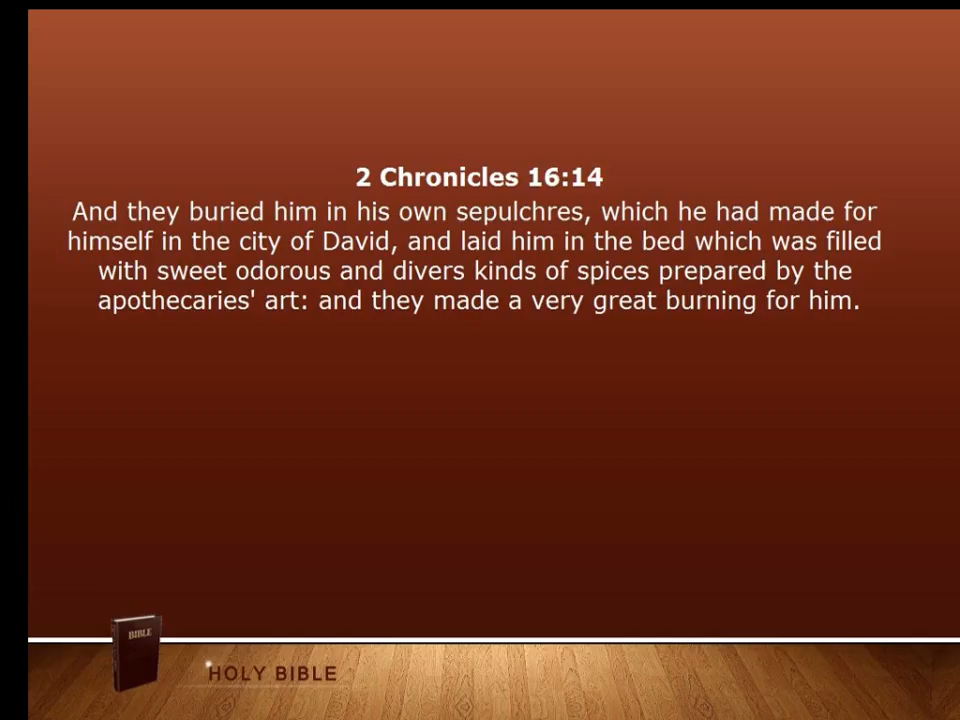 2 Chronicles 16:14
And they buried him in his own sepulchres, which he had made for
himself in the city of David, and laid him in the bed which was filled
with sweet odorous and divers kinds of spices prepared by the
apothecaries' art: and they made a very great burning for him.
BIBLE
HOLY BIBLE